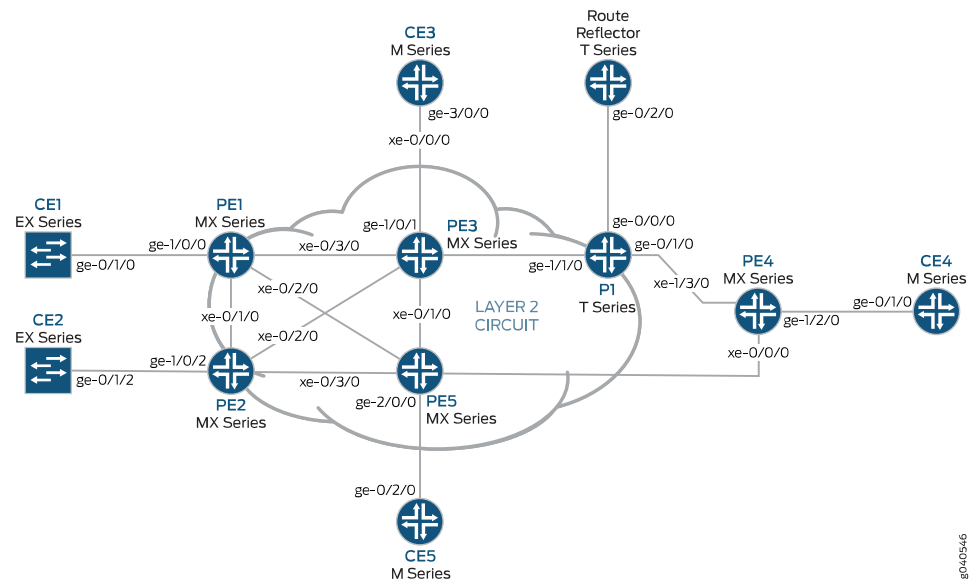 CE3
M Series
Route
Reflector
T Series
ge-3/0/0
ge-0/2/0
xe-0/0/0
CE1
EX Series
PE1
MX Series
ge-1/0/1
PE3
MX Series
ge-0/0/0
ge-1/0/0
xe-0/3/0
ge-0/1/0
ge-0/1/0
ge-1/1/0
P1
T Series
xe-1/3/0
PE4
MX Series
CE4
M Series
xe-0/2/0
LAYER 2
CIRCUIT
ge-0/1/0
ge-1/2/0
CE2
EX Series
xe-0/1/0
xe-0/1/0
xe-0/2/0
xe-0/0/0
ge-1/0/2
ge-0/1/2
xe-0/3/0
ge-2/0/0
PE2
MX Series
PE5
MX Series
ge-0/2/0
CE5
M Series
g040546